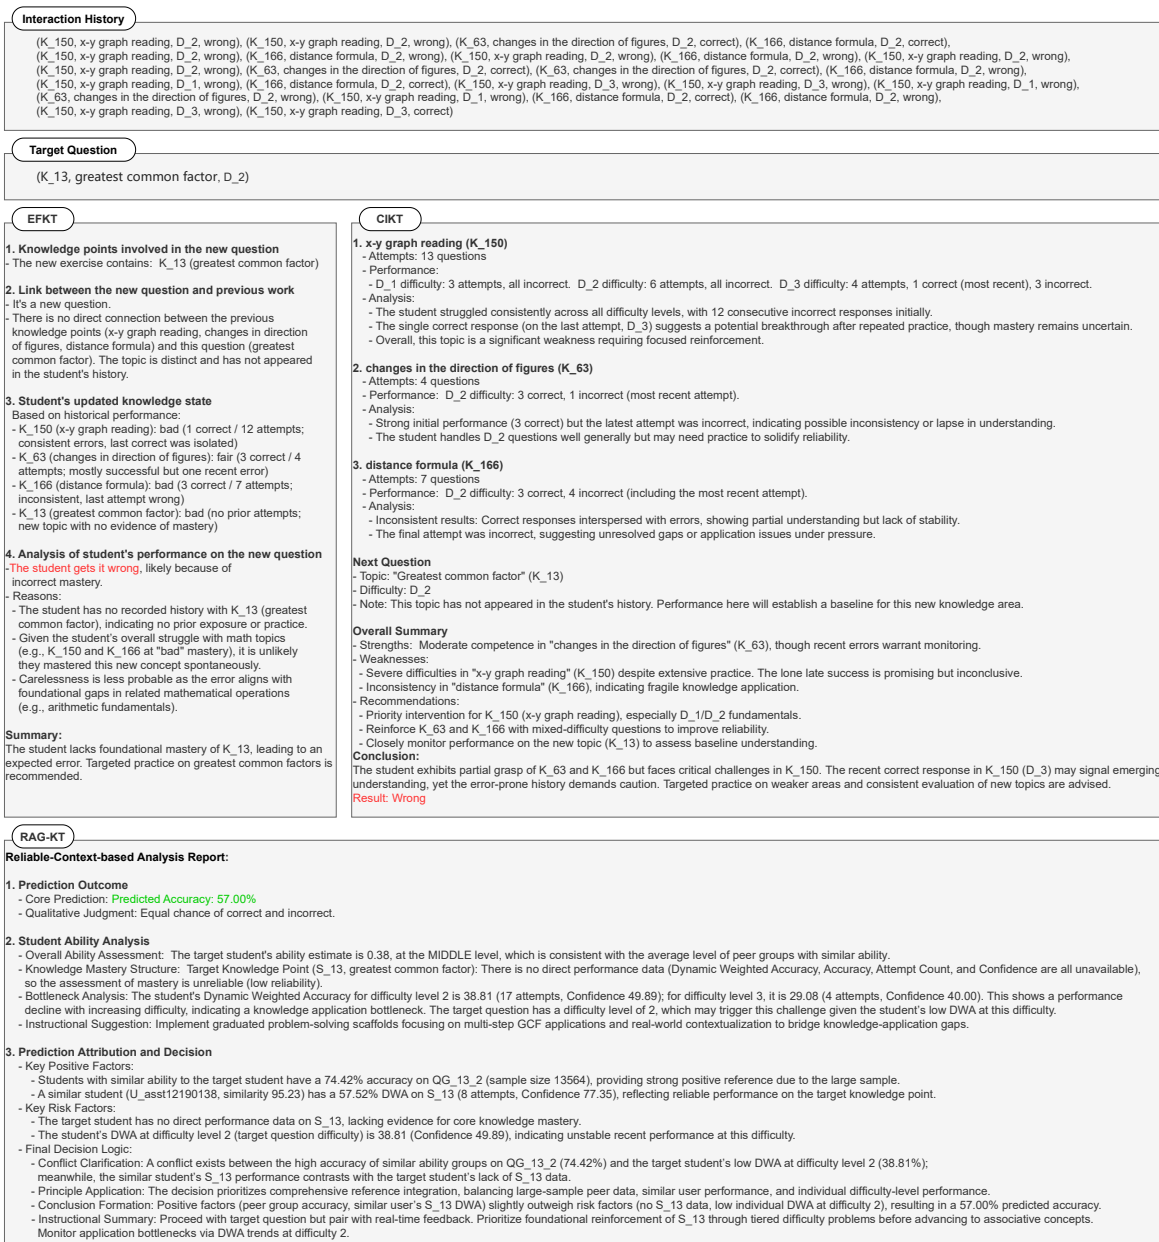 Interaction History
(K_150, x-y graph reading, D_2, wrong), (K_150, x-y graph reading, D_2, wrong), (K_63, changes in the direction of figures, D_2, correct), (K_166, distance formula, D_2, correct),
(K_150, x-y graph reading, D_2, wrong), (K_166, distance formula, D_2, wrong), (K_150, x-y graph reading, D_2, wrong), (K_166, distance formula, D_2, wrong), (K_150, x-y graph reading, D_2, wrong),
(K_150, x-y graph reading, D_2, wrong), (K_63, changes in the direction of figures, D_2, correct), (K_63, changes in the direction of figures, D_2, correct), (K_166, distance formula, D_2, wrong),
(K_150, x-y graph reading, D_1, wrong), (K_166, distance formula, D_2, correct), (K_150, x-y graph reading, D_3, wrong), (K_150, x-y graph reading, D_3, wrong), (K_150, x-y graph reading, D_1, wrong),
(K_63, changes in the direction of figures, D_2, wrong), (K_150, x-y graph reading, D_1, wrong), (K_166, distance formula, D_2, correct), (K_166, distance formula, D_2, wrong),
(K_150, x-y graph reading, D_3, wrong), (K_150, x-y graph reading, D_3, correct)
Target Question
(K_13, greatest common factor, D_2)
EFKT
1. Knowledge points involved in the new question
- The new exercise contains: K_13 (greatest common factor)
2. Link between the new question and previous work
- It's a new question.
- There is no direct connection between the previous
knowledge points (x-y graph reading, changes in direction
of figures, distance formula) and this question (greatest
common factor). The topic is distinct and has not appeared
in the student's history.
3. Student's updated knowledge state
Based on historical performance:
- K_150 (x-y graph reading): bad (1 correct / 12 attempts;
consistent errors, last correct was isolated)
- K_63 (changes in direction of figures): fair (3 correct / 4
attempts; mostly successful but one recent error)
- K_166 (distance formula): bad (3 correct / 7 attempts;
inconsistent, last attempt wrong)
- K_13 (greatest common factor): bad (no prior attempts;
new topic with no evidence of mastery)
4. Analysis of student's performance on the new question
-The student gets it wrong, likely because of
incorrect mastery.
- Reasons:
- The student has no recorded history with K_13 (greatest
common factor), indicating no prior exposure or practice.
- Given the student's overall struggle with math topics
(e.g., K_150 and K_166 at "bad" mastery), it is unlikely
they mastered this new concept spontaneously.
- Carelessness is less probable as the error aligns with
foundational gaps in related mathematical operations
(e.g., arithmetic fundamentals).
Summary:
The student lacks foundational mastery of K_13, leading to an
expected error. Targeted practice on greatest common factors is
recommended.
CIKT
1. x-y graph reading (K_150)
- Attempts: 13 questions
- Performance:
- D_1 difficulty: 3 attempts, all incorrect. D_2 difficulty: 6 attempts, all incorrect. D_3 difficulty: 4 attempts, 1 correct (most recent), 3 incorrect.
- Analysis:
- The student struggled consistently across all difficulty levels, with 12 consecutive incorrect responses initially.
- The single correct response (on the last attempt, D_3) suggests a potential breakthrough after repeated practice, though mastery remains uncertain.
- Overall, this topic is a significant weakness requiring focused reinforcement.
2. changes in the direction of figures (K_63)
- Attempts: 4 questions
- Performance: D_2 difficulty: 3 correct, 1 incorrect (most recent attempt).
- Analysis:
- Strong initial performance (3 correct) but the latest attempt was incorrect, indicating possible inconsistency or lapse in understanding.
- The student handles D_2 questions well generally but may need practice to solidify reliability.
3. distance formula (K_166)
- Attempts: 7 questions
- Performance: D_2 difficulty: 3 correct, 4 incorrect (including the most recent attempt).
- Analysis:
- Inconsistent results: Correct responses interspersed with errors, showing partial understanding but lack of stability.
- The final attempt was incorrect, suggesting unresolved gaps or application issues under pressure.
Next Question
- Topic: "Greatest common factor" (K_13)
- Difficulty: D_2
- Note: This topic has not appeared in the student's history. Performance here will establish a baseline for this new knowledge area.
Overall Summary
- Strengths: Moderate competence in "changes in the direction of figures" (K_63), though recent errors warrant monitoring.
- Weaknesses:
- Severe difficulties in "x-y graph reading" (K_150) despite extensive practice. The lone late success is promising but inconclusive.
- Inconsistency in "distance formula" (K_166), indicating fragile knowledge application.
- Recommendations:
- Priority intervention for K_150 (x-y graph reading), especially D_1/D_2 fundamentals.
- Reinforce K_63 and K_166 with mixed-difficulty questions to improve reliability.
- Closely monitor performance on the new topic (K_13) to assess baseline understanding.
Conclusion:
The student exhibits partial grasp of K_63 and K_166 but faces critical challenges in K_150. The recent correct response in K_150 (D_3) may signal emerging
understanding, yet the error-prone history demands caution. Targeted practice on weaker areas and consistent evaluation of new topics are advised.
Result: Wrong
RAG-KT
Reliable-Context-based Analysis Report:
1. Prediction Outcome
- Core Prediction: Predicted Accuracy: 57.00%
- Qualitative Judgment: Equal chance of correct and incorrect.
2. Student Ability Analysis
- Overall Ability Assessment: The target student's ability estimate is 0.38, at the MIDDLE level, which is consistent with the average level of peer groups with similar ability.
- Knowledge Mastery Structure: Target Knowledge Point (S_13, greatest common factor): There is no direct performance data (Dynamic Weighted Accuracy, Accuracy, Attempt Count, and Confidence are all unavailable),
so the assessment of mastery is unreliable (low reliability).
- Bottleneck Analysis: The student's Dynamic Weighted Accuracy for difficulty level 2 is 38.81 (17 attempts, Confidence 49.89); for difficulty level 3, it is 29.08 (4 attempts, Confidence 40.00). This shows a performance
decline with increasing difficulty, indicating a knowledge application bottleneck. The target question has a difficulty level of 2, which may trigger this challenge given the student's low DWA at this difficulty.
- Instructional Suggestion: Implement graduated problem-solving scaffolds focusing on multi-step GCF applications and real-world contextualization to bridge knowledge-application gaps.
3. Prediction Attribution and Decision
- Key Positive Factors:
- Students with similar ability to the target student have a 74.42% accuracy on QG_13_2 (sample size 13564), providing strong positive reference due to the large sample.
- A similar student (U_asst12190138, similarity 95.23) has a 57.52% DWA on S_13 (8 attempts, Confidence 77.35), reflecting reliable performance on the target knowledge point.
- Key Risk Factors:
- The target student has no direct performance data on S_13, lacking evidence for core knowledge mastery.
- The student's DWA at difficulty level 2 (target question difficulty) is 38.81 (Confidence 49.89), indicating unstable recent performance at this difficulty.
- Final Decision Logic:
- Conflict Clarification: A conflict exists between the high accuracy of similar ability groups on QG_13_2 (74.42%) and the target student's low DWA at difficulty level 2 (38.81%);
meanwhile, the similar student's S_13 performance contrasts with the target student's lack of S_13 data.
- Principle Application: The decision prioritizes comprehensive reference integration, balancing large-sample peer data, similar user performance, and individual difficulty-level performance.
- Conclusion Formation: Positive factors (peer group accuracy, similar user's S_13 DWA) slightly outweigh risk factors (no S_13 data, low individual DWA at difficulty 2), resulting in a 57.00% predicted accuracy.
- Instructional Summary: Proceed with target question but pair with real-time feedback. Prioritize foundational reinforcement of S_13 through tiered difficulty problems before advancing to associative concepts.
Monitor application bottlenecks via DWA trends at difficulty 2.